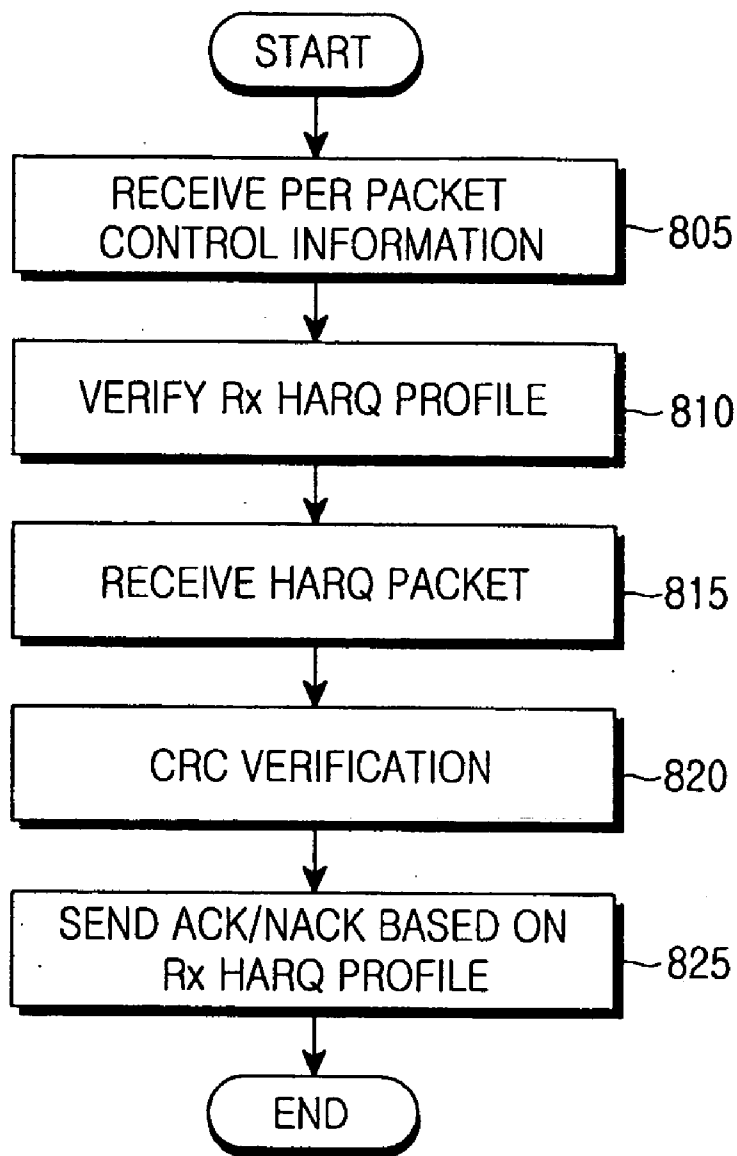 START
RECEIVE PER PACKET
CONTROL INFORMATION
805
VERIFY Rx HARQ PROFILE
810
RECEIVE HARQ PACKET
815
CRC VERIFICATION
820
SEND ACK/NACK BASED ON
Rx HARQ PROFILE
825
END